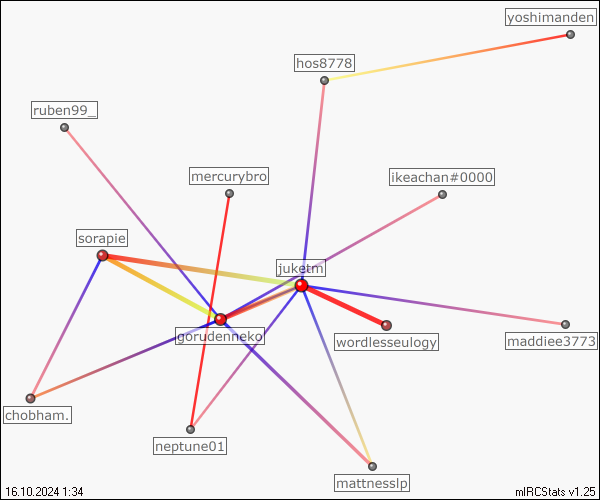 yoshimanden
hos8778
ruben99_
mercurybro
ikeachan#0000
sorapie
juketm
gorudenneko
wordlesseulogy
maddiee3773
chobham.
neptune01
mattnesslp
16.10.2024 1:34
mIRCStats v1.25